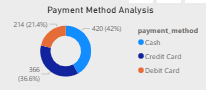 Payment Method Analysis
214 (21.4%)
420 (42%)
366
(36.6%)
payment_method
Cash
Credit Card
Debit Card